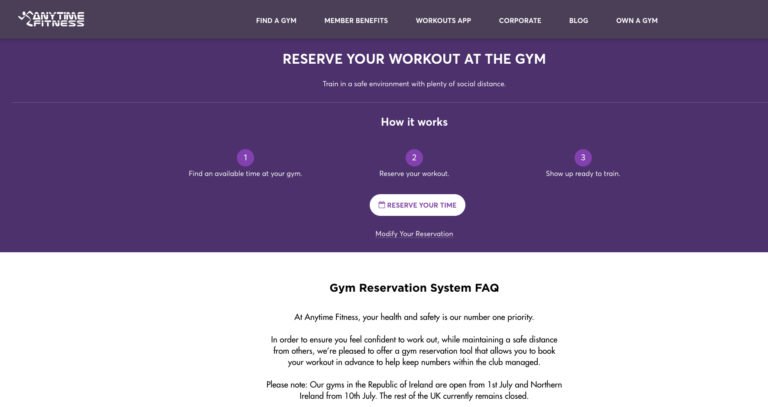 ANYTIME
FITNESS
FIND A GYM MEMBER BENEFITS WORKOUTS APP CORPORATE BLOG OWN A GYM
RESERVE YOUR WORKOUT AT THE GYM
Train in a safe environment with plenty of social distance.
How it works
1 2 3
Find an available time at your gym. Reserve your workout. Show up ready to train.
RESERVE YOUR TIME
Modify Your Reservation
Gym Reservation System FAQ
At Anytime Fitness, your health and safety is our number one priority.
In order to ensure you feel confident to work out, while maintaining a safe distance
from others, we're pleased to offer a gym reservation tool that allows you to book
your workout in advance to help keep numbers within the club managed.
Please note: Our gyms in the Republic of Ireland are open from 1st July and Northern
Ireland from 10th July. The rest of the UK currently remains closed.